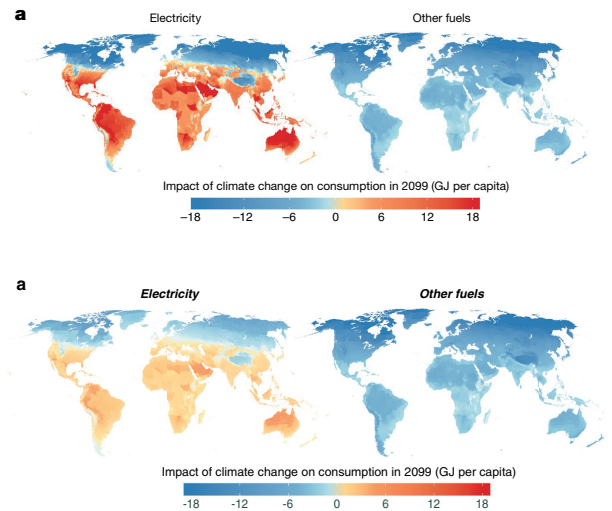 a
Electricity Other fuels
Impact of climate change on consumption in 2099 (GJ per capita)
−18 −12 −6 0 6 12 18
a
Electricity Other fuels
Impact of climate change on consumption in 2099 (GJ per capita)
-18 -12 -6 0 6 12 18